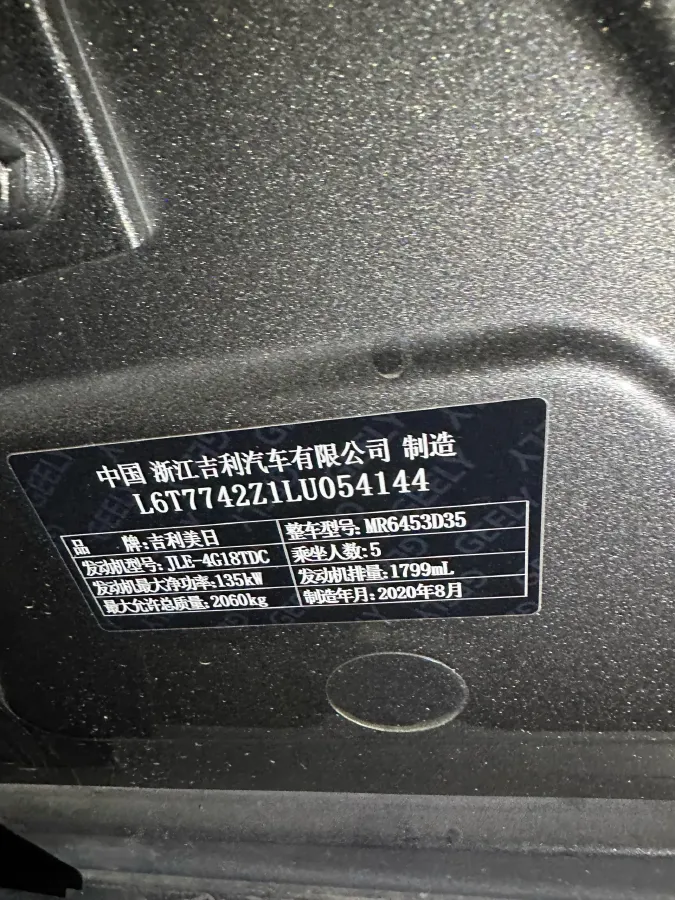 中国 浙江吉利汽车有限公司 制造
L6T7742Z1LU054144
品 牌:吉利美日 整车型号:MR6453D35
发动机型号:JLE-4G18TDC 乘坐人数:5
发动机最大净功率:135kW 发动机排量:1799mL
最大允许总质量:2060kg 制造年月:2020年8月